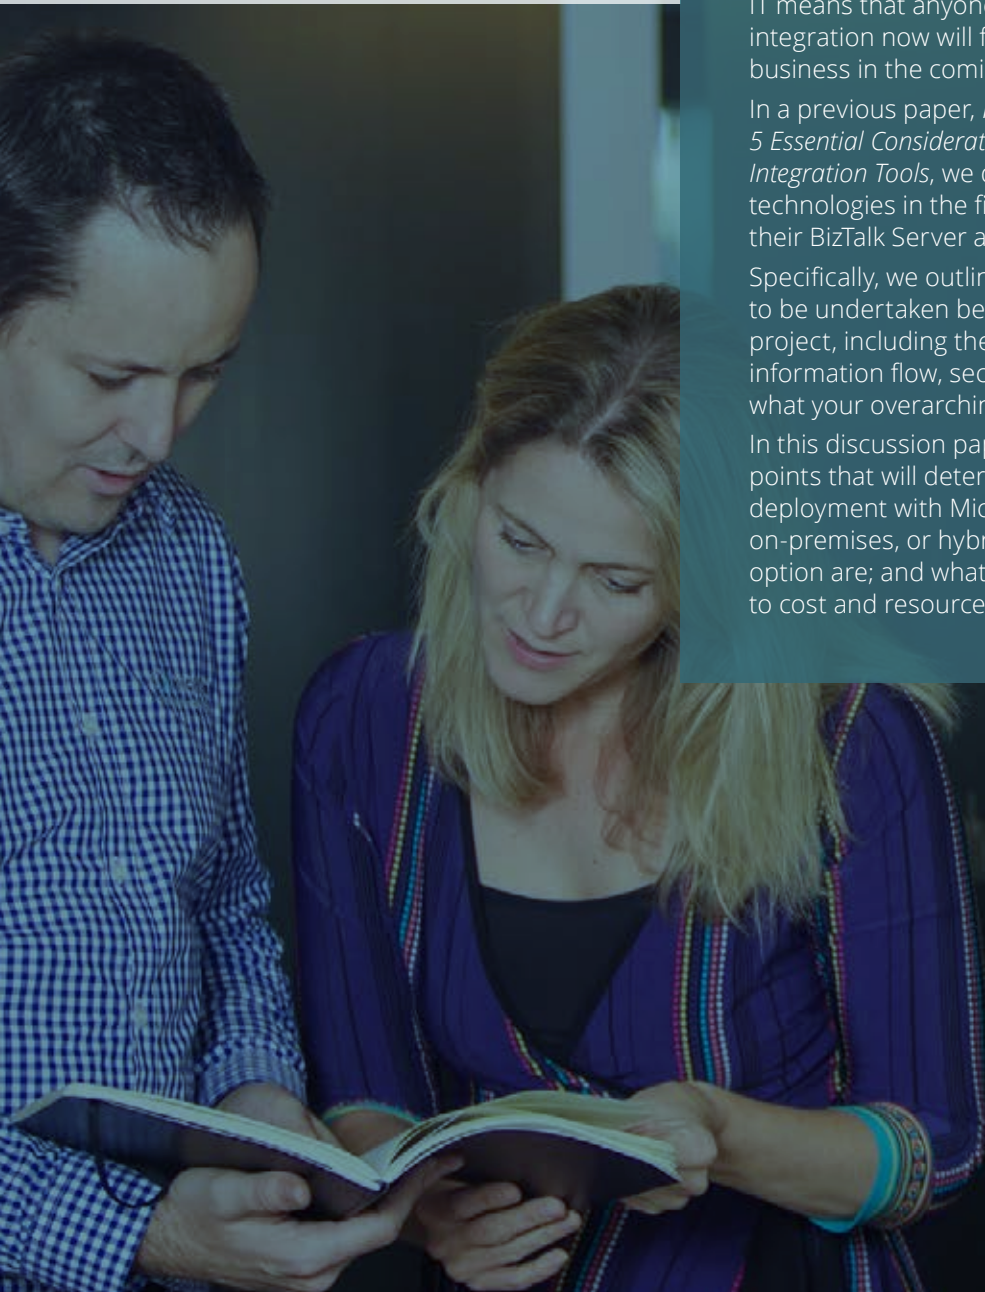 IT means that anyone
integration now will f
business in the comi
In a previous paper,
5 Essential Considerat
Integration Tools, we
technologies in the fi
their BizTalk Server a
Specifically, we outlin
to be undertaken be
project, including the
information flow, sec
what your overarchin
In this discussion pap
points that will deter
deployment with Mic
on-premises, or hybr
option are; and what
to cost and resource